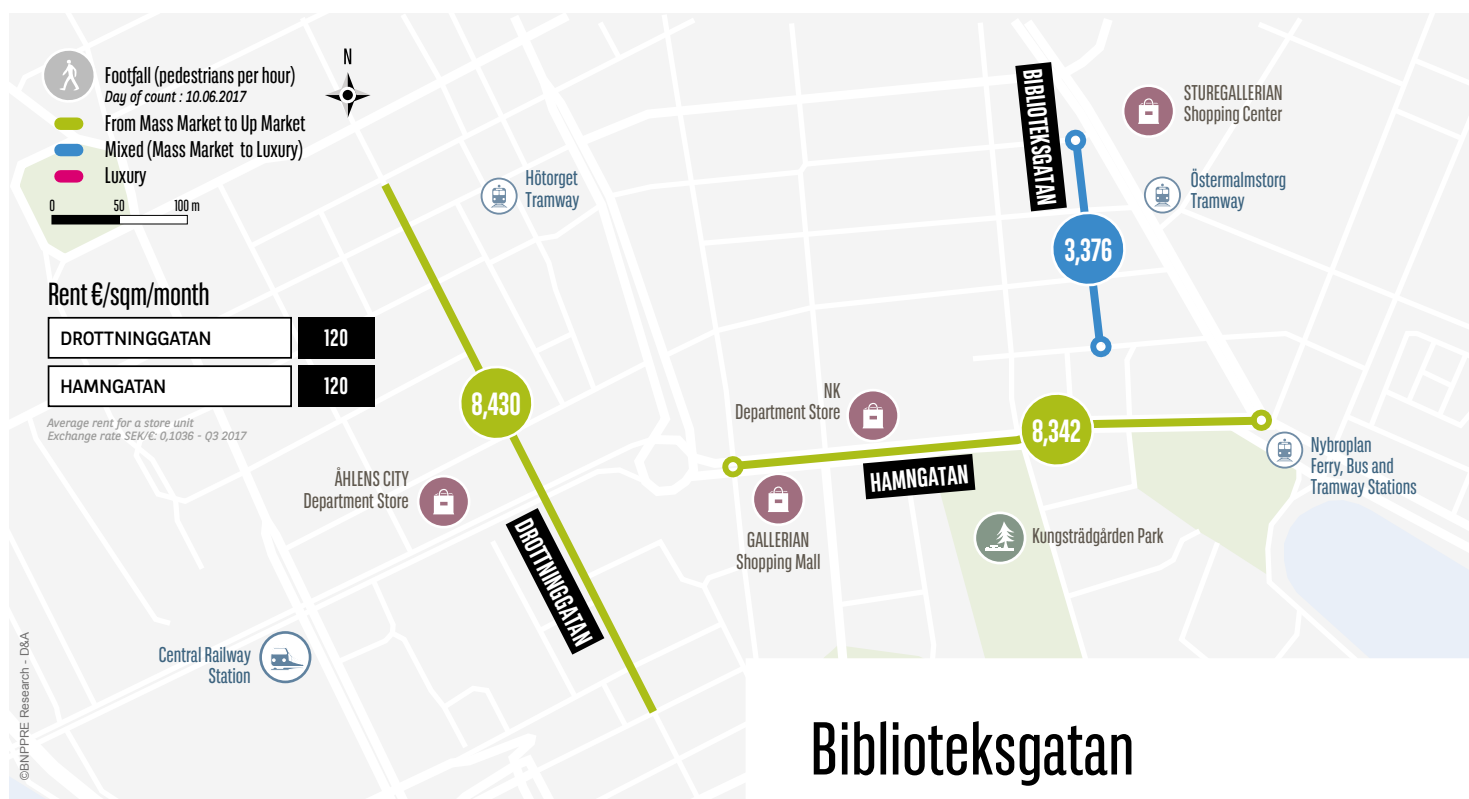 Footfall (pedestrians per hour)
Day of count : 10.06.2017
From Mass Market to Up Market
Mixed (Mass Market to Luxury)
Luxury
0 50 100 m
N
Rent €/sqm/month
DROTTNINGGATAN 120
HAMNGATAN 120
Average rent for a store unit
Exchange rate SEK/€: 0,1036 - Q3 2017
Hötorget
Tramway
BIBLIOTEKSGATAN
STUREGALLERIAN
Shopping Center
Östermalmstorg
Tramway
3,376
8,430
NK
Department Store
8,342
HAMNGATAN
Nybroplan
Ferry, Bus and
Tramway Stations
ÅHLENS CITY
Department Store
DROTTNINGGATAN
GALLERIAN
Shopping Mall
Kungsträdgården Park
Central Railway
Station
©BNPPRE Research - D&A
Biblioteksgatan